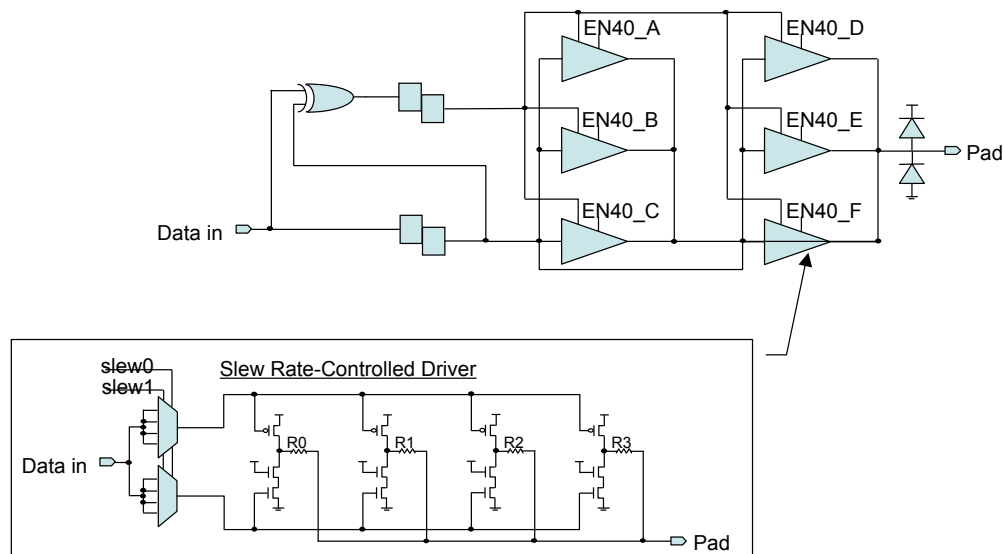 EN40_A
EN40_D
EN40_B
EN40_E
Pad
EN40_C
EN40_F
Data in
slew0
slew1
Slew Rate-Controlled Driver
R0
R1
R2
R3
Data in
Pad